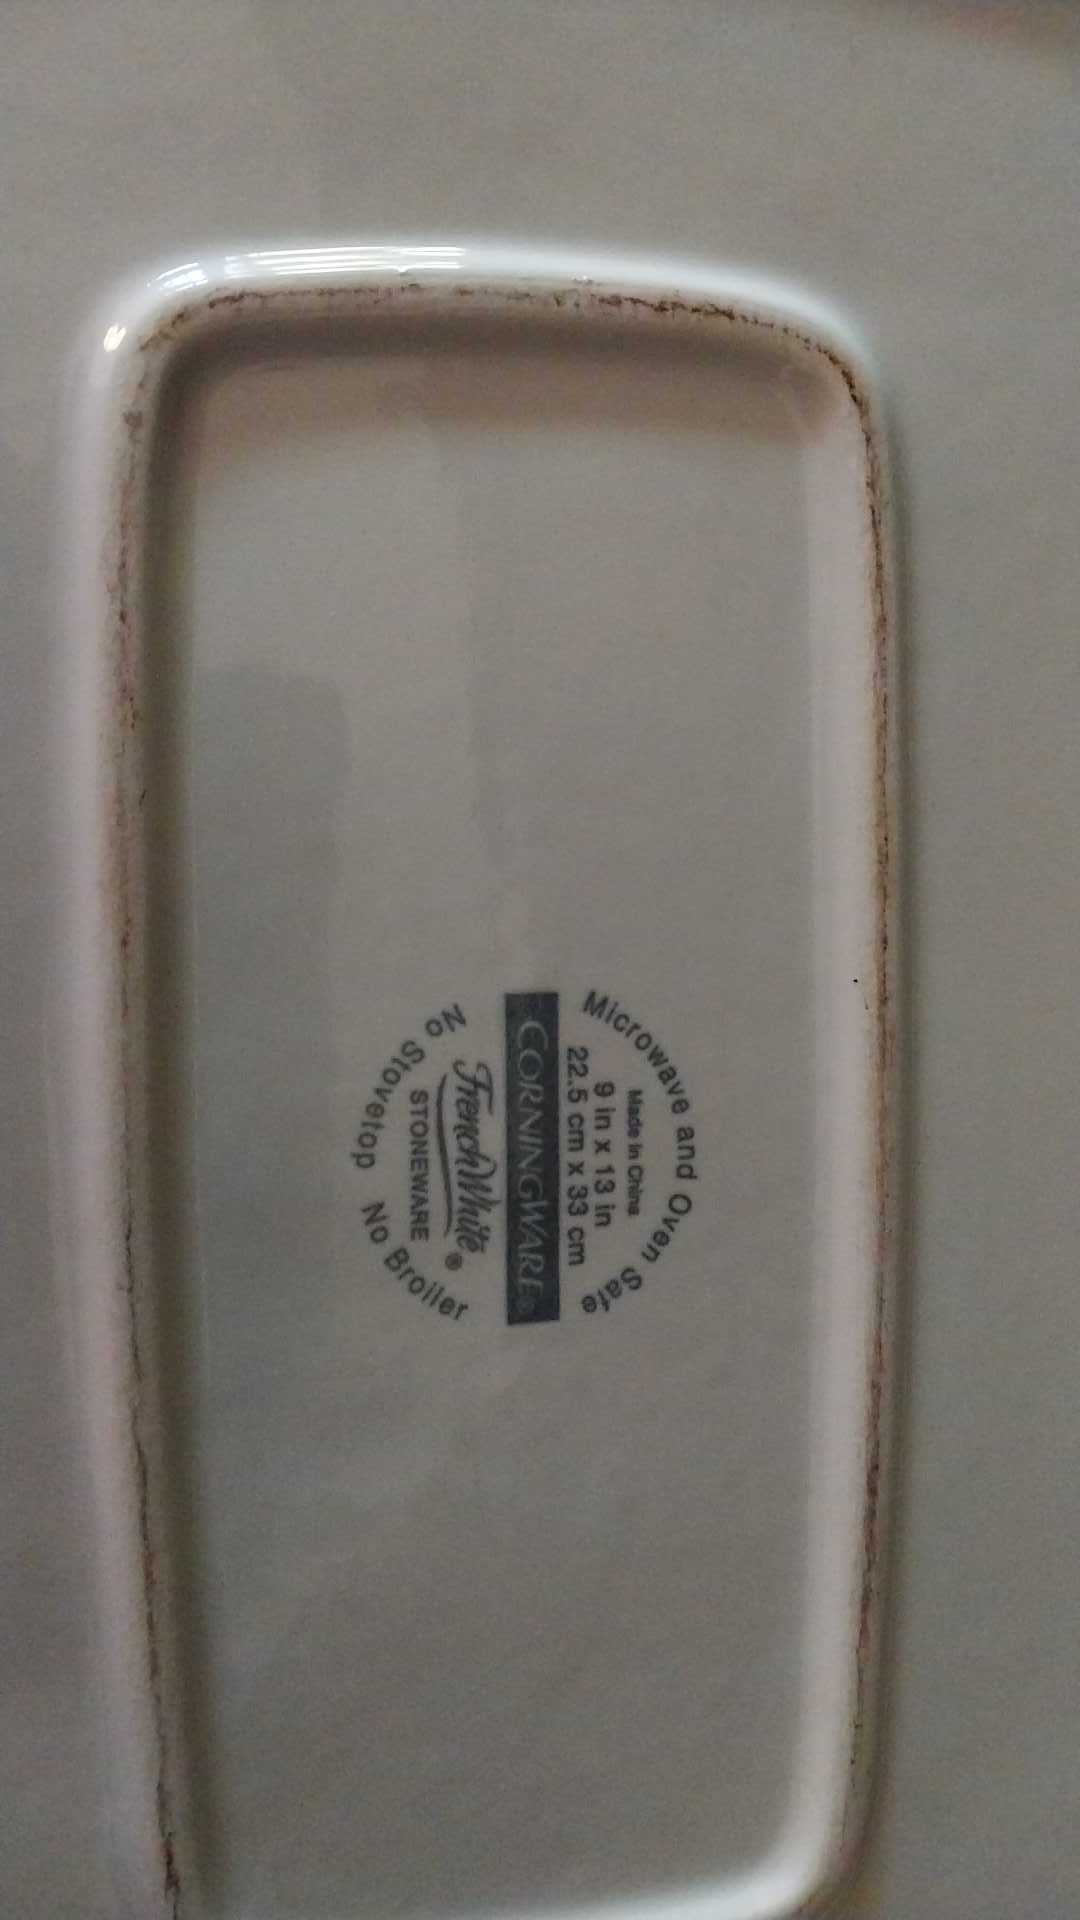 Microwave and Oven Safe
Made in China
9 in x 13 in
22.5 cm x 33 cm
CORNINGWARE®
French White®
STONEWARE
No Stovetop No Broiler